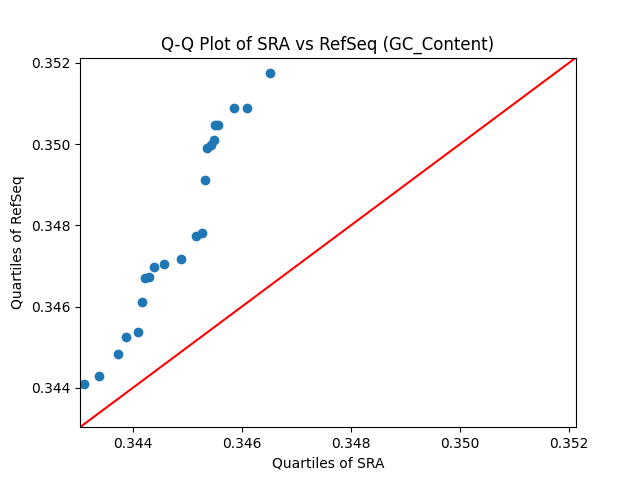 Q-Q Plot of SRA vs RefSeq (GC_Content)
0.352
0.350
0.348
0.346
0.344
Quartiles of RefSeq
0.344 0.346 0.348 0.350 0.352
Quartiles of SRA